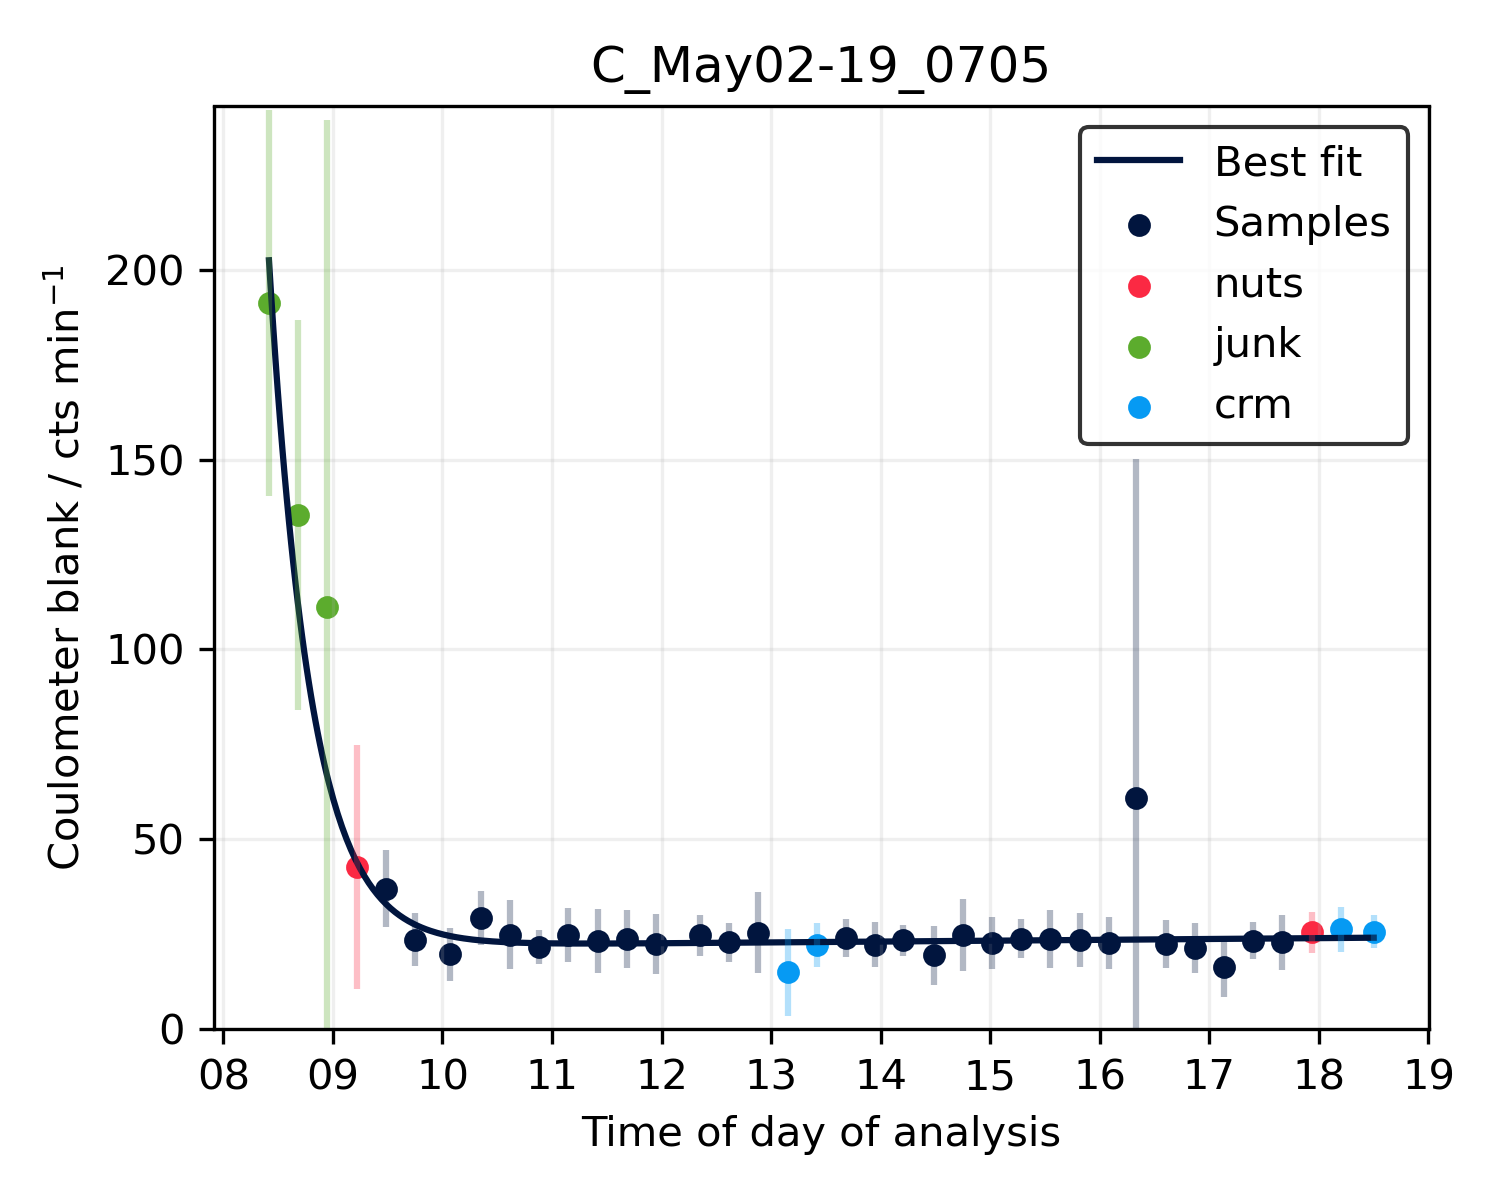 C_May02-19_0705
Best fit
Samples
nuts
junk
crm
Coulometer blank / cts min⁻¹
200
150
100
50
0
08 09 10 11 12 13 14 15 16 17 18 19
Time of day of analysis